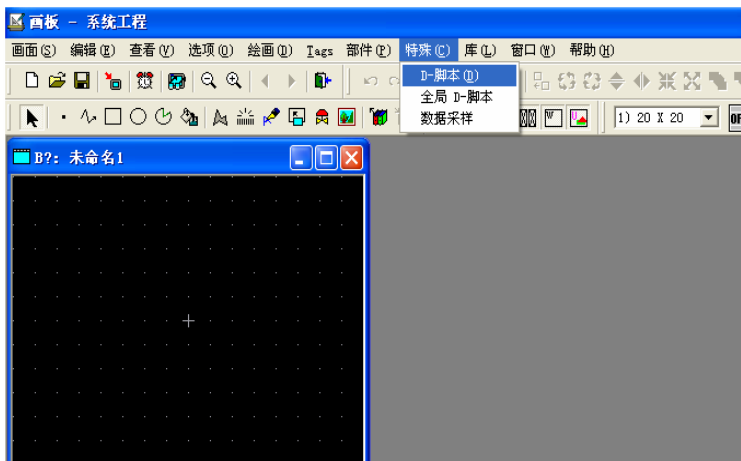 画板 - 系统工程
画面(S) 编辑(E) 查看(V) 选项(O) 绘画(D) Tags 部件(P) 特殊(C) 库(L) 窗口(W) 帮助(H)
D-脚本(D)
全局 D-脚本
数据采样
1) 20 X 20
B?: 未命名1